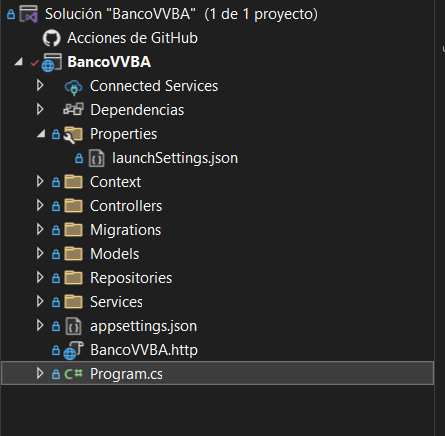 Solución "BancoVVBA" (1 de 1 proyecto)
Acciones de GitHub
BancoVVBA
Connected Services
Dependencias
Properties
launchSettings.json
Context
Controllers
Migrations
Models
Repositories
Services
appsettings.json
BancoVVBA.http
C# Program.cs